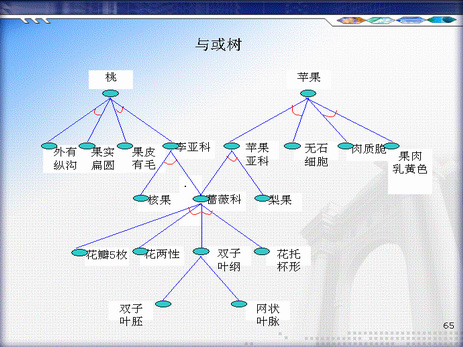 与或树
桃
苹果
外有
纵沟
果实
扁圆
果皮
有毛
李亚科
苹果
亚科
无石
细胞
肉质脆
果肉
乳黄色
核果
蔷薇科
梨果
花瓣5枚
花两性
双子
叶纲
花托
杯形
双子
叶胚
网状
叶脉
65